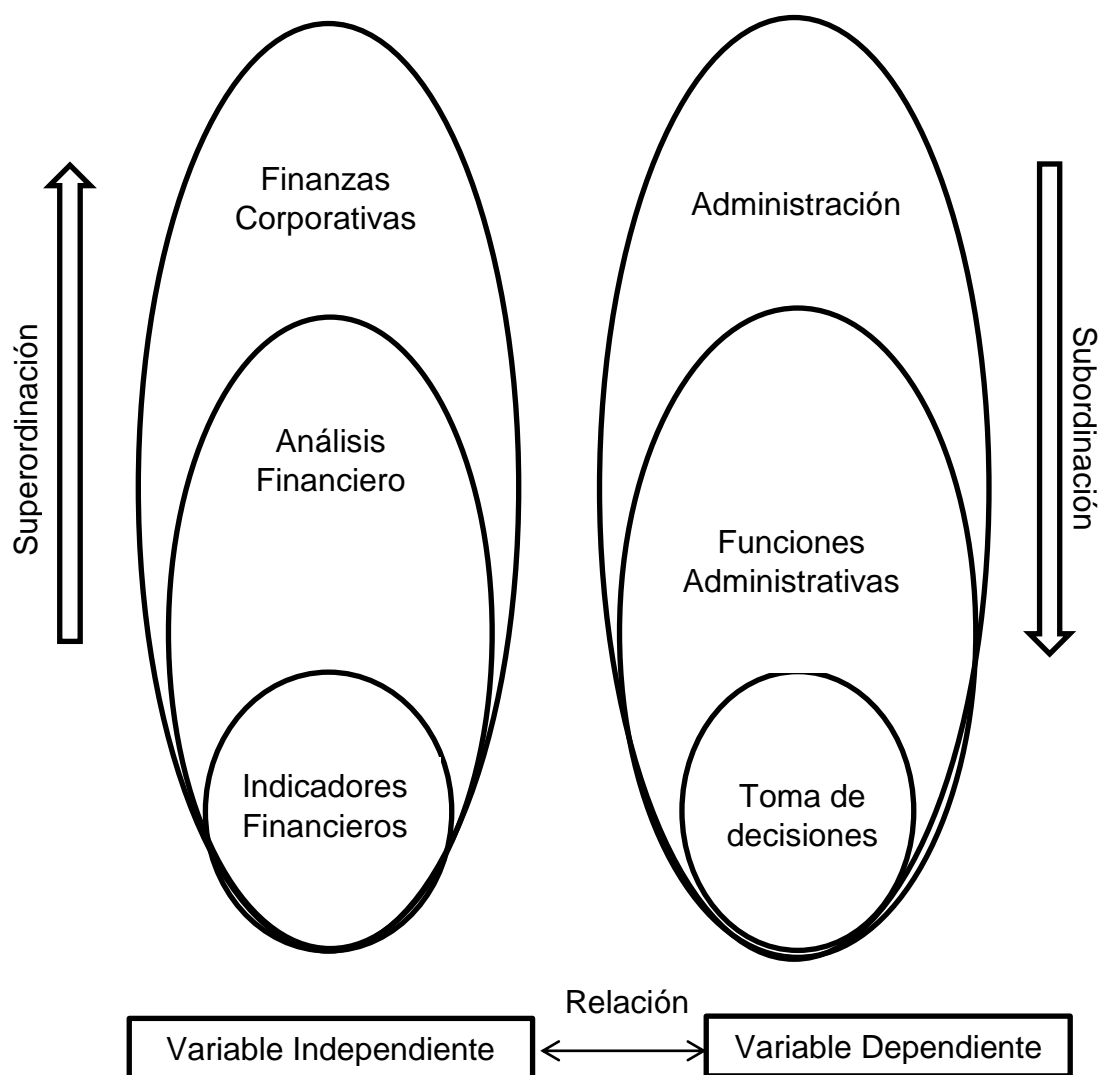 Finanzas
Corporativas
Administración
Superordinación
Subordinación
Análisis
Financiero
Funciones
Administrativas
Indicadores
Financieros
Toma de
decisiones
Relación
Variable Independiente
Variable Dependiente